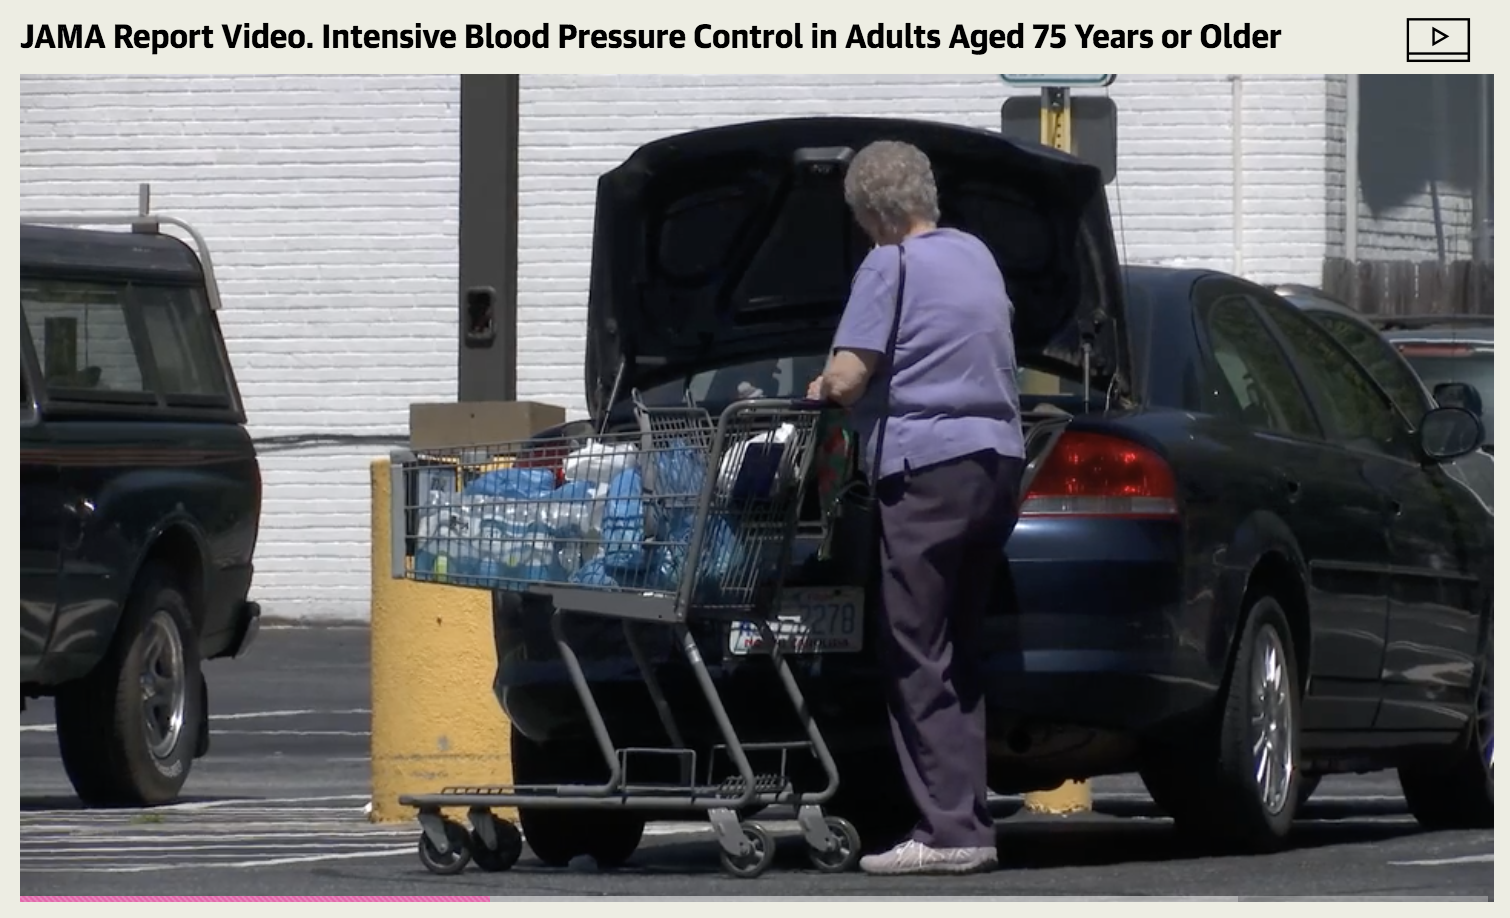 JAMA Report Video. Intensive Blood Pressure Control in Adults Aged 75 Years or Older